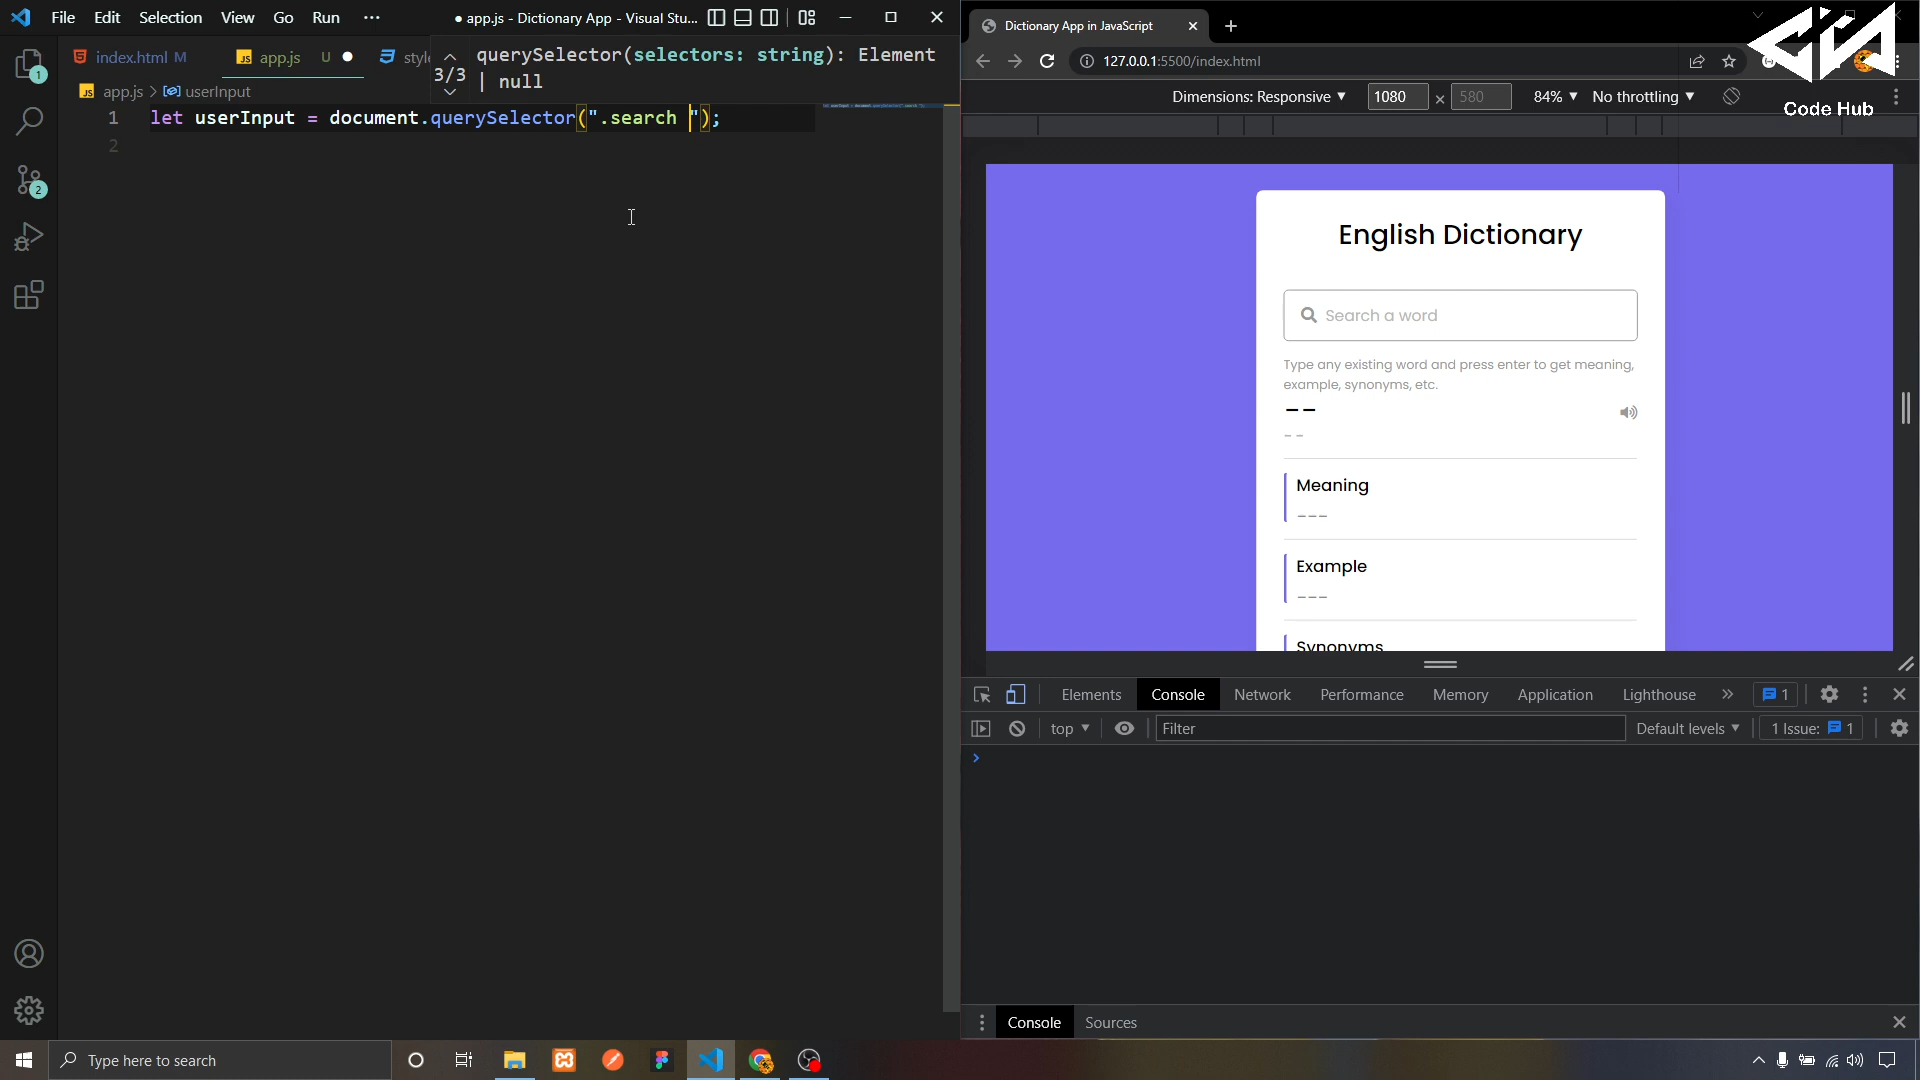 File Edit Selection View Go Run ···
● app.js - Dictionary App - Visual Stu...
index.html M
app.js U ●
style
3/3
querySelector(selectors: string): Element
| null
app.js > userInput
1 let userInput = document.querySelector(".search ");
2
1
2
Dictionary App in JavaScript
127.0.0.1:5500/index.html
Code Hub
Dimensions: Responsive 1080 × 580 84% No throttling
English Dictionary
Search a word
Type any existing word and press enter to get meaning,
example, synonyms, etc.
--
--
Meaning
---
Example
---
Synonyms
Elements Console Network Performance Memory Application Lighthouse » 1
top Filter Default levels 1 Issue: 1
›
Console Sources
Type here to search